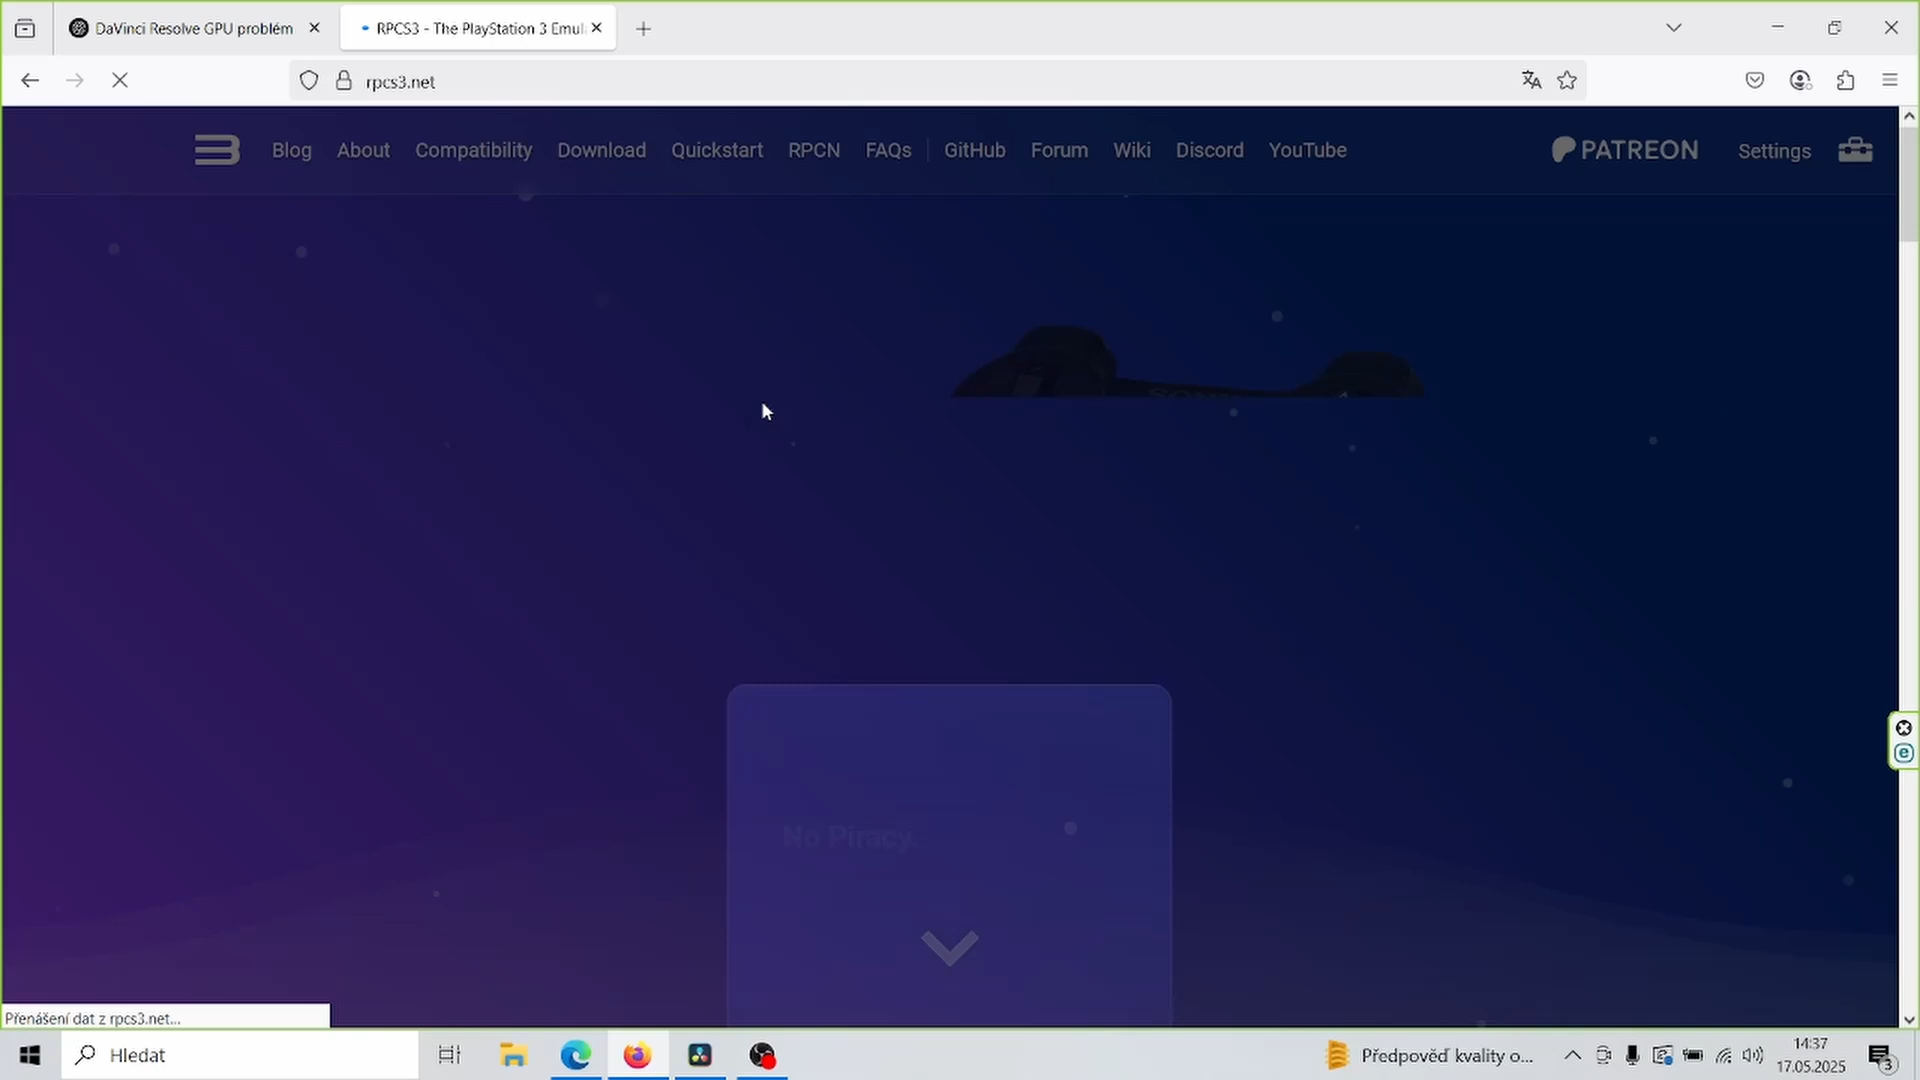 DaVinci Resolve GPU problém
RPCS3 - The PlayStation 3 Emul
rpcs3.net
Blog About Compatibility Download Quickstart RPCN FAQs GitHub Forum Wiki Discord YouTube PATREON Settings
SONY
No Piracy.
Přenášení dat z rpcs3.net...
Hledat
Předpověď kvality o...
14:37
17.05.2025
3